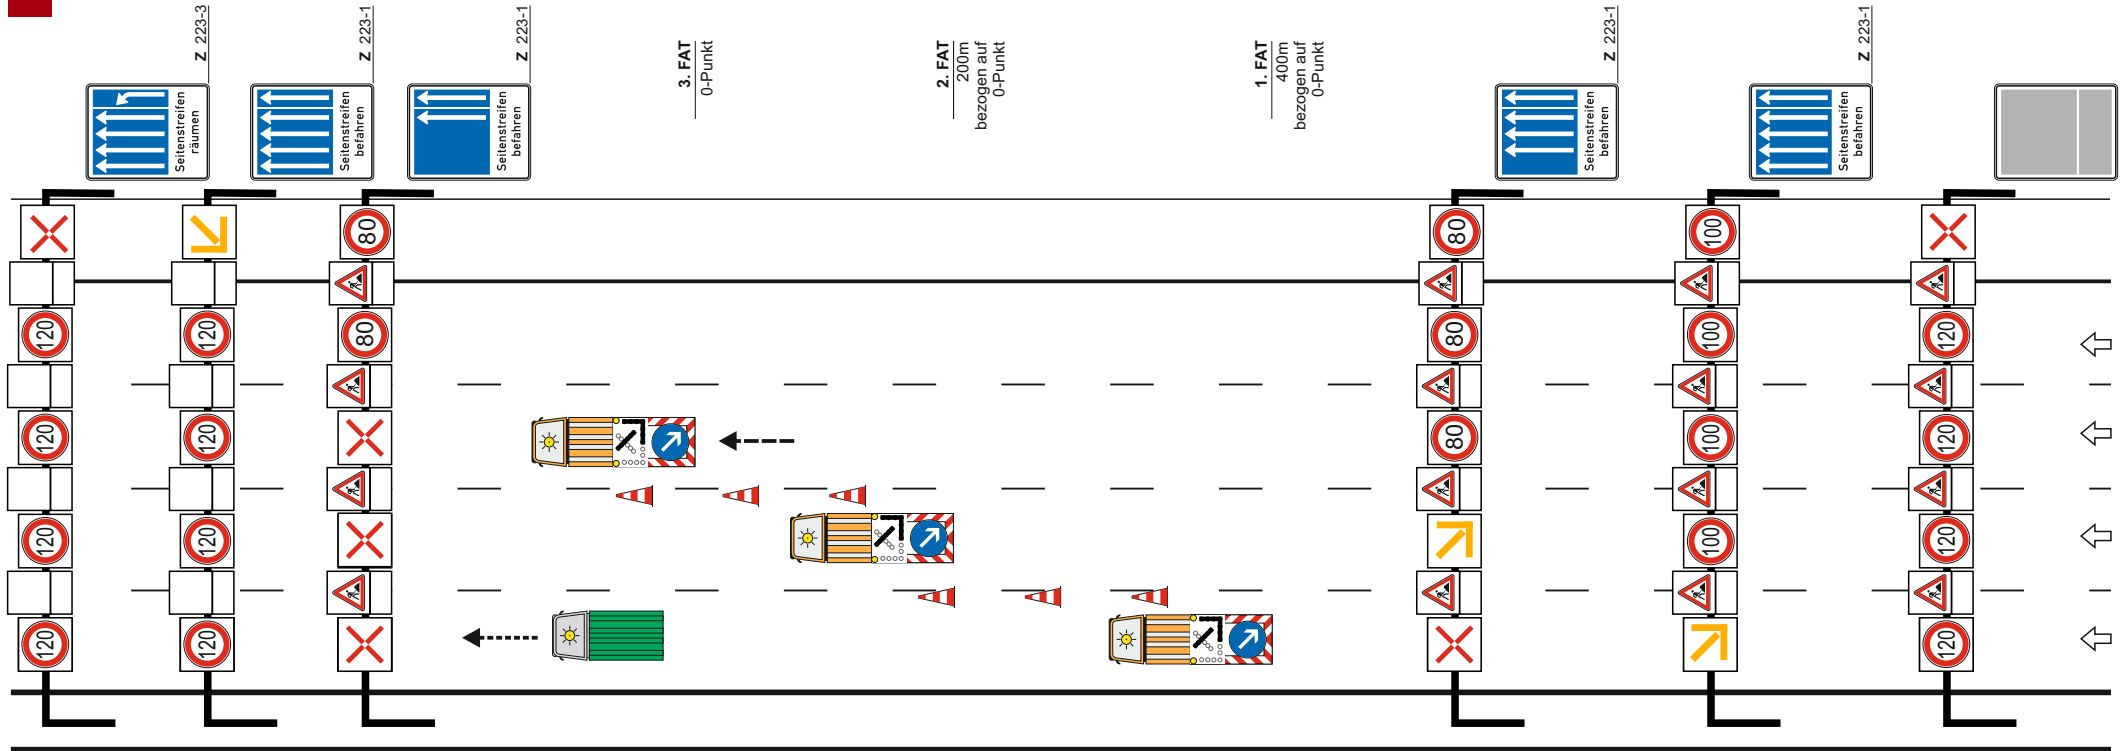 Z 223-3
Seitenstreifen
räumen
Z 223-1
Seitenstreifen
befahren
Z 223-1
Seitenstreifen
befahren
3. FAT
0-Punkt
2. FAT
200m
bezogen auf
0-Punkt
1. FAT
400m
bezogen auf
0-Punkt
Z 223-1
Seitenstreifen
befahren
Z 223-1
Seitenstreifen
befahren
120
120
120
120
120
120
120
120
80
80
80
80
80
100
100
100
100
120
120
120
120